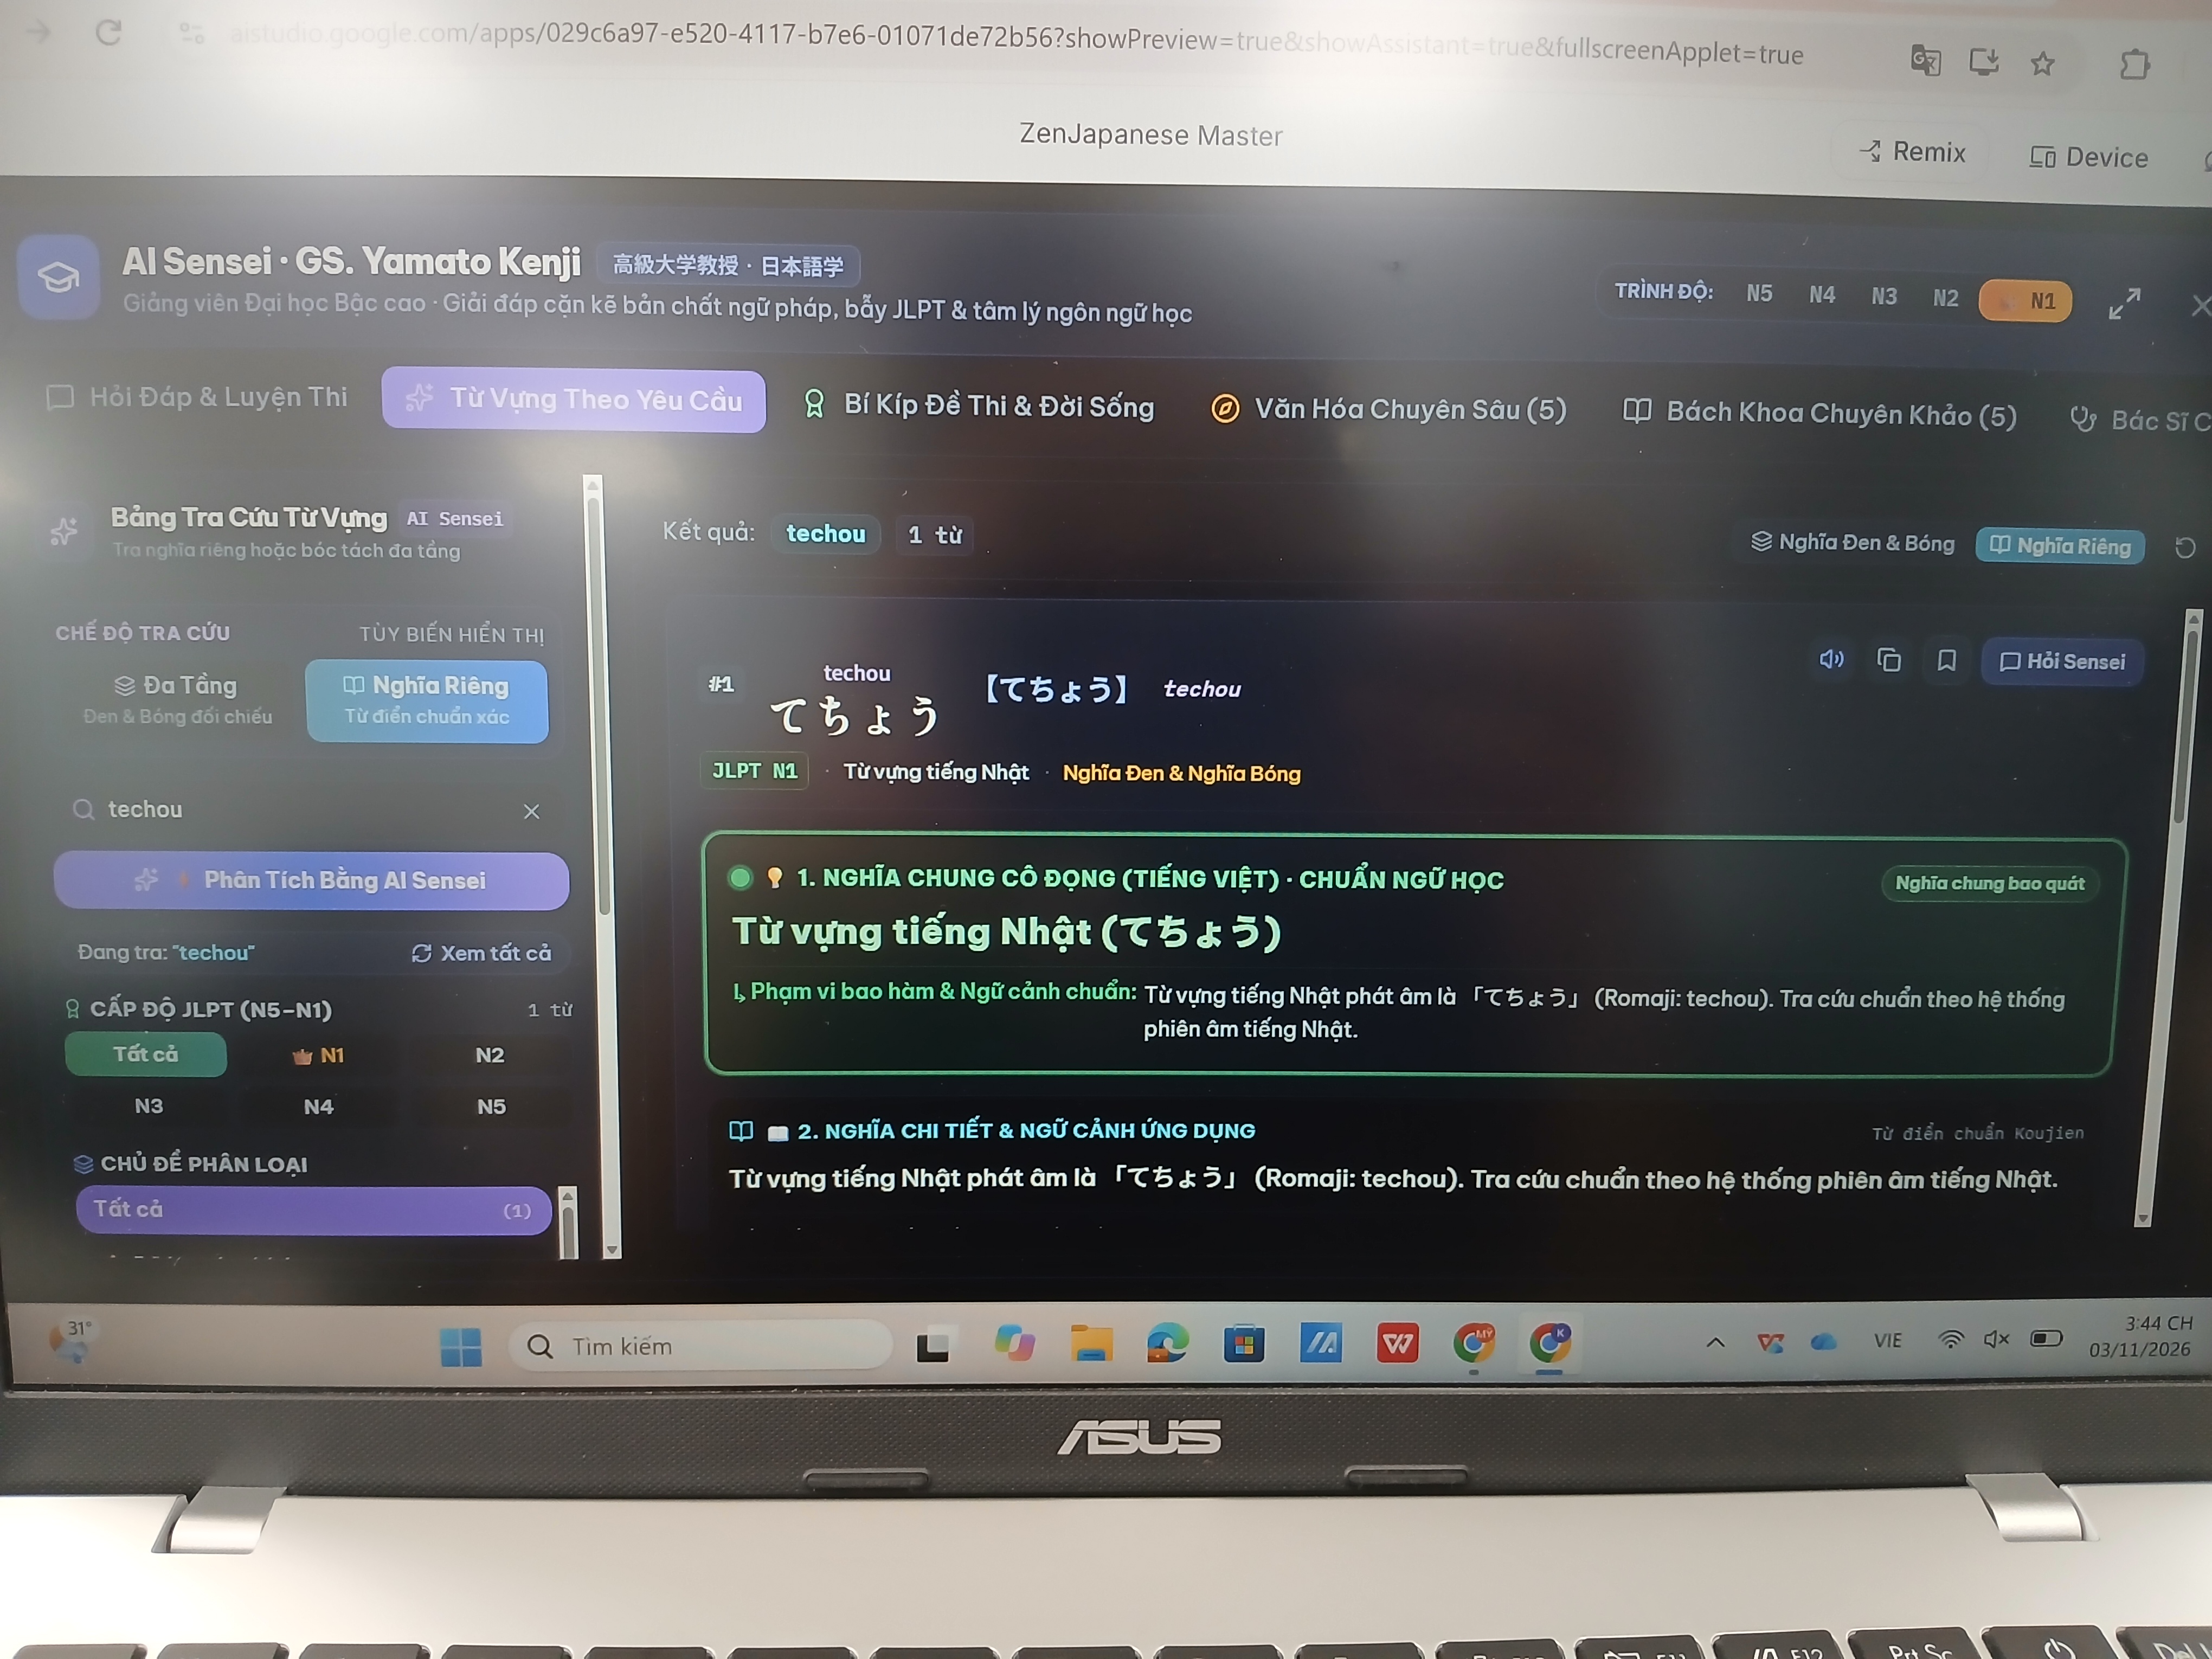 aistudio.google.com/apps/029c6a97-e520-4117-b7e6-01071de72b56?showPreview=true&showAssistant=true&fullscreenApplet=true
ZenJapanese Master
Remix
Device
AI Sensei · GS. Yamato Kenji
高級大学教授 · 日本語学
Giảng viên Đại học Bậc cao · Giải đáp cặn kẽ bản chất ngữ pháp, bẫy JLPT & tâm lý ngôn ngữ học
TRÌNH ĐỘ: N5 N4 N3 N2 N1
Hỏi Đáp & Luyện Thi
Từ Vựng Theo Yêu Cầu
Bí Kíp Đề Thi & Đời Sống
Văn Hóa Chuyên Sâu (5)
Bách Khoa Chuyên Khảo (5)
Bác Sĩ C
Bảng Tra Cứu Từ Vựng AI Sensei
Tra nghĩa riêng hoặc bóc tách đa tầng
CHẾ ĐỘ TRA CỨU
TÙY BIẾN HIỂN THỊ
Đa Tầng
Đen & Bóng đối chiếu
Nghĩa Riêng
Từ điển chuẩn xác
techou
Phân Tích Bằng AI Sensei
Đang tra: "techou"
Xem tất cả
CẤP ĐỘ JLPT (N5-N1)
1 từ
Tất cả
N1
N2
N3
N4
N5
CHỦ ĐỀ PHÂN LOẠI
Tất cả (1)
Kết quả: techou 1 từ
Nghĩa Đen & Bóng
Nghĩa Riêng
#1
techou
てちょう
【てちょう】 techou
Hỏi Sensei
JLPT N1 · Từ vựng tiếng Nhật · Nghĩa Đen & Nghĩa Bóng
1. NGHĨA CHUNG CÔ ĐỌNG (TIẾNG VIỆT) · CHUẨN NGỮ HỌC
Nghĩa chung bao quát
Từ vựng tiếng Nhật (てちょう)
↳ Phạm vi bao hàm & Ngữ cảnh chuẩn: Từ vựng tiếng Nhật phát âm là 「てちょう」 (Romaji: techou). Tra cứu chuẩn theo hệ thống
phiên âm tiếng Nhật.
2. NGHĨA CHI TIẾT & NGỮ CẢNH ỨNG DỤNG
Từ điển chuẩn Koujien
Từ vựng tiếng Nhật phát âm là 「てちょう」 (Romaji: techou). Tra cứu chuẩn theo hệ thống phiên âm tiếng Nhật.
31°
Tìm kiếm
MỸ
K
VIE
3:44 CH
03/11/2026
ASUS
F12
Prt Sc